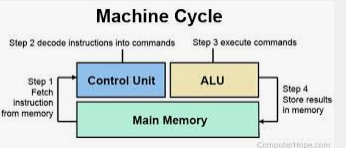 Machine Cycle
Step 2 decode instructions into commands
Step 3 execute commands
Step 1
Fetch
instruction
from memory
Control Unit
ALU
Step 4
Store results
in memory
Main Memory
ComputerHope.com